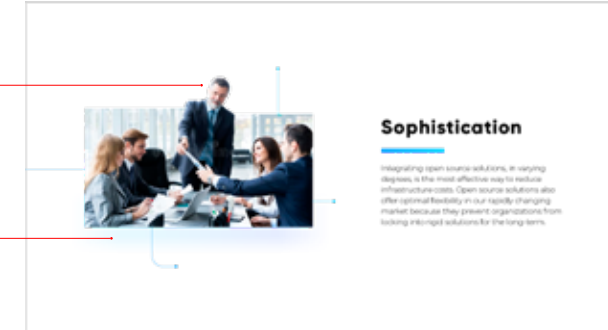 Sophistication
Integrating open source solutions, in varying
degrees, is the most effective way to reduce
infrastructure costs. Open source solutions also
offer optimal flexibility in our rapidly changing
market because they prevent organizations from
locking into rigid solutions for the long-term.